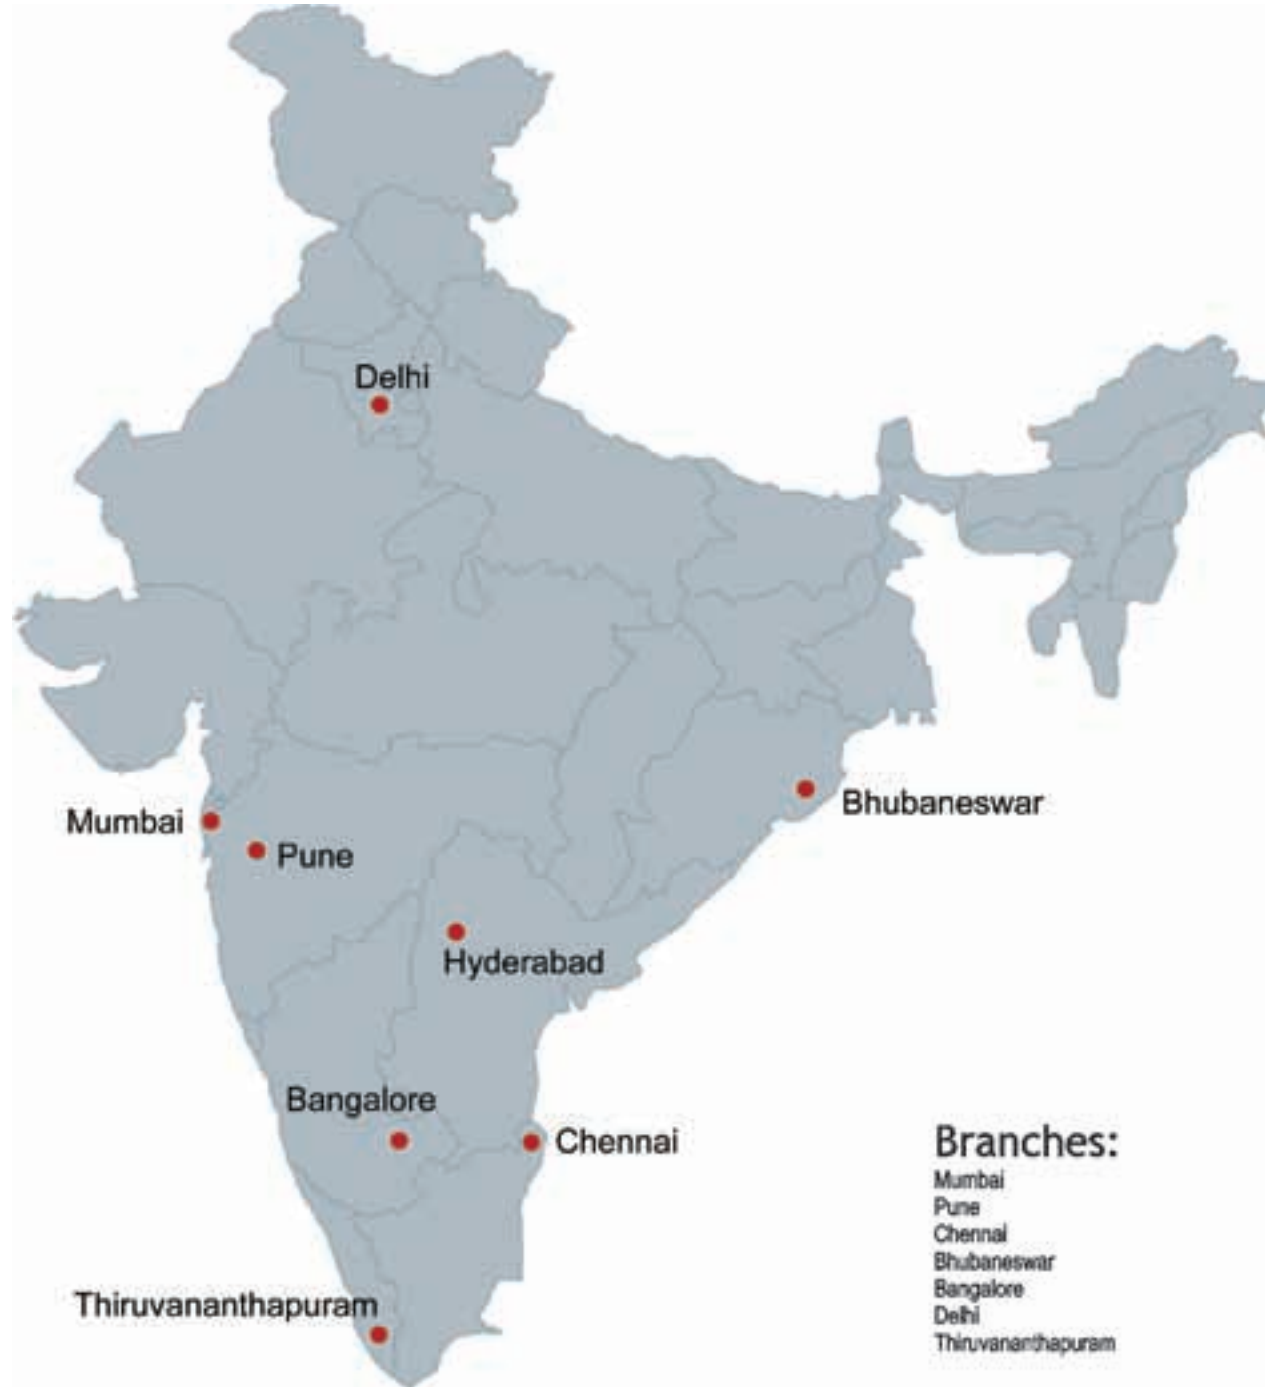 Delhi
Bhubaneswar
Mumbai
Pune
Hyderabad
Bangalore
Chennai
Thiruvananthapuram
Branches:
Mumbai
Pune
Chennai
Bhubaneswar
Bangalore
Delhi
Thiruvananthapuram